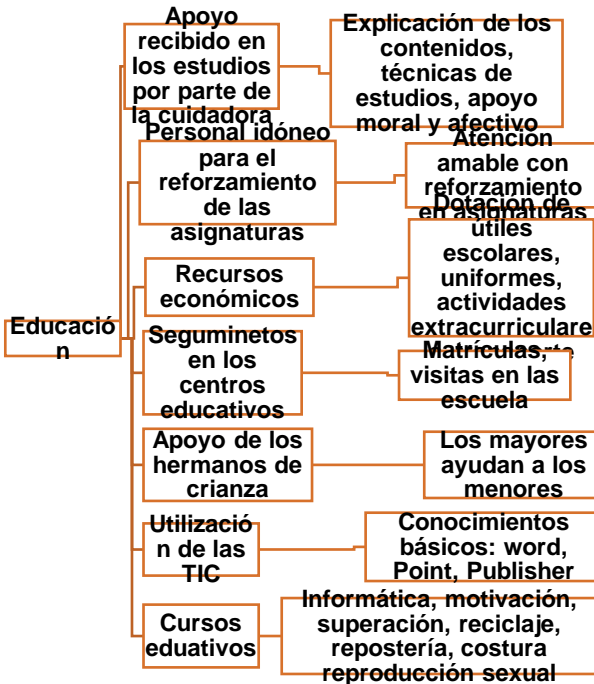 Educació
n
Apoyo
recibido en
los estudios
por parte de
la cuidadora
Explicación de los
contenidos,
técnicas de
estudios, apoyo
moral y afectivo
Personal idóneo
para el
reforzamiento
de las
asignaturas
Atención
amable con
reforzamiento
en asignaturas
Recursos
económicos
Dotación de
útiles
escolares,
uniformes,
actividades
extracurriculare
Seguminetos
en los
centros
educativos
Matrículas,
visitas en las
escuela
Apoyo de los
hermanos de
crianza
Los mayores
ayudan a los
menores
Utilizació
n de las
TIC
Conocimientos
básicos: word,
Point, Publisher
Cursos
eduativos
Informática, motivación,
superación, reciclaje,
repostería, costura
reproducción sexual